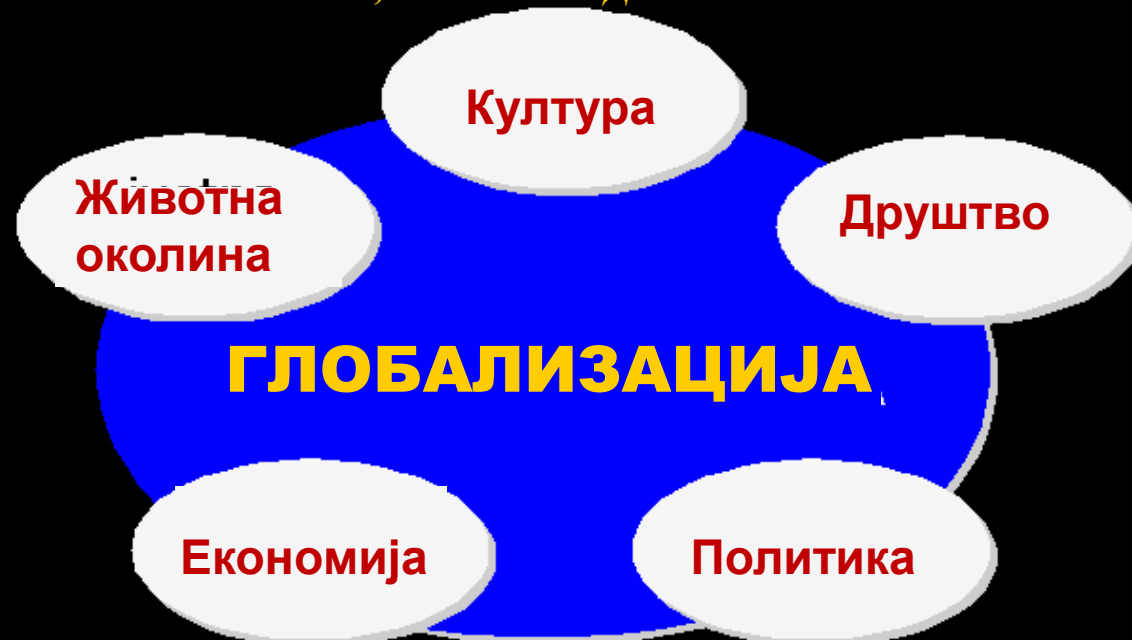 Култура
Животна
околина
Друштво
ГЛОБАЛИЗАЦИЈА
Економија
Политика